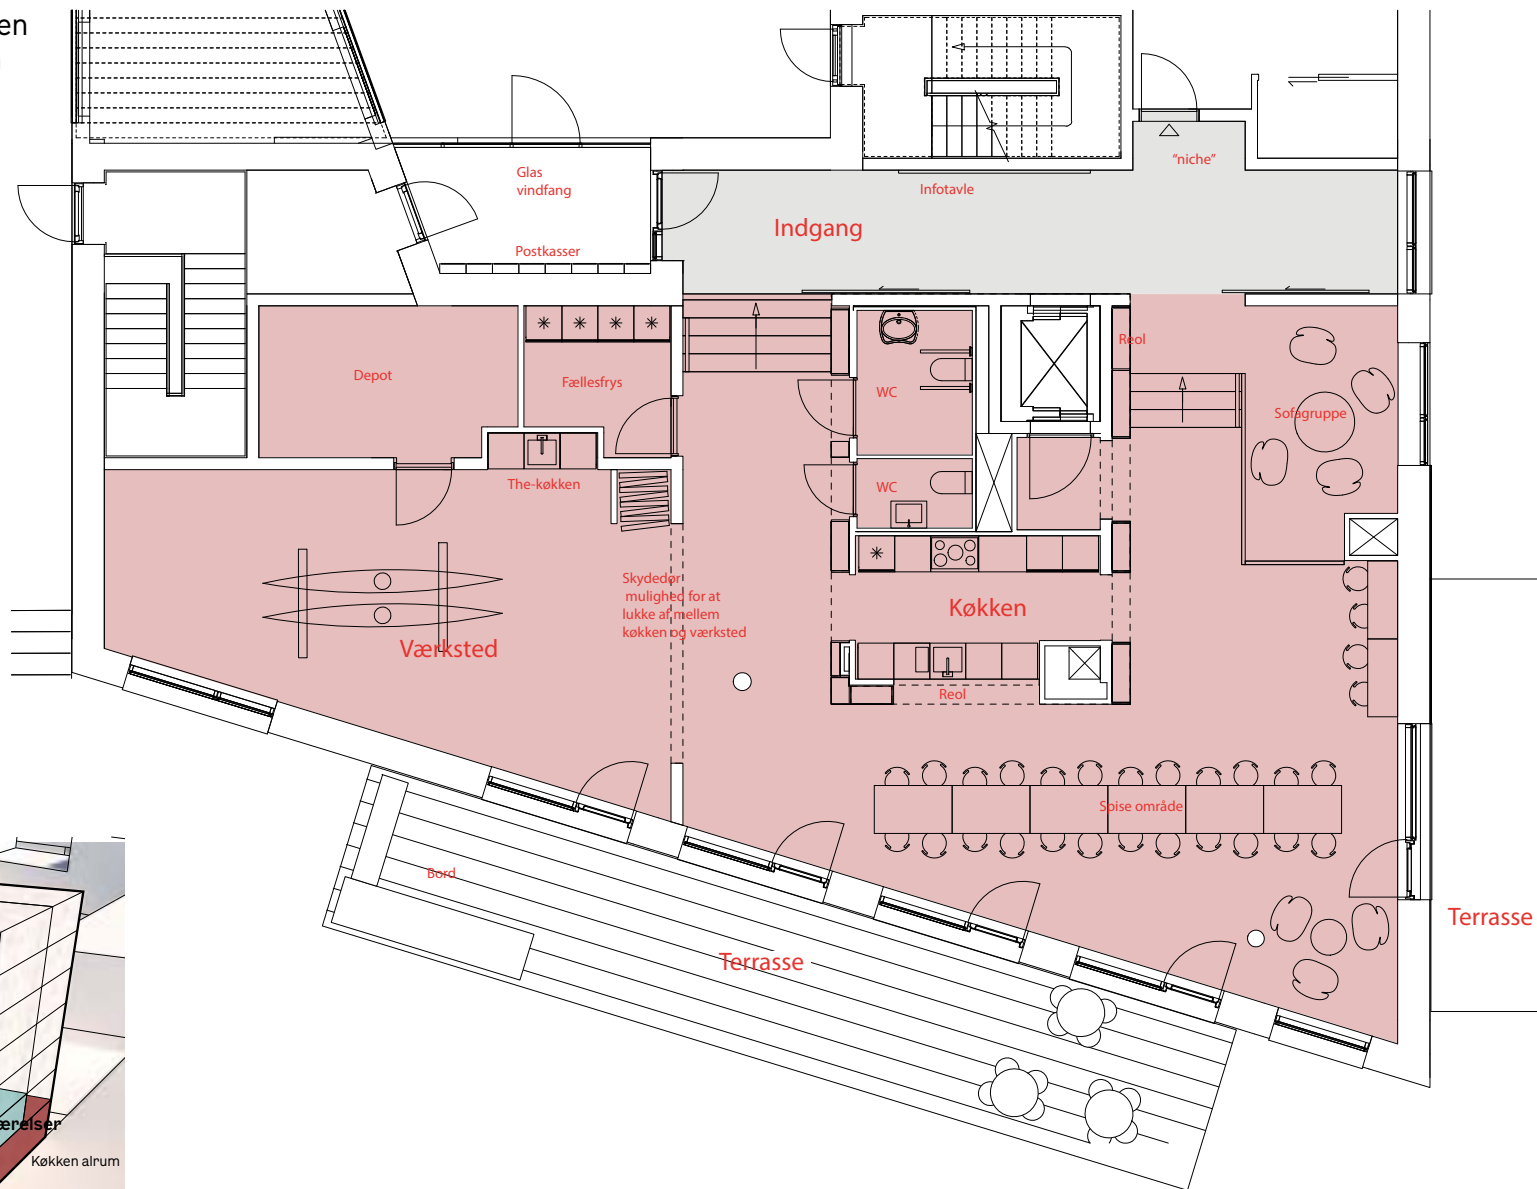 en
Glas
vindfang
"niche"
Infotavle
Indgang
Postkasser
Reol
Depot
Fællesfrys
WC
Sofagruppe
The-køkken
WC
Skydedør
mulighed for at
lukke af mellem
køkken og værksted
Køkken
Værksted
Reol
Spise område
Bord
Terrasse
Terrasse
ærelser
Køkken alrum